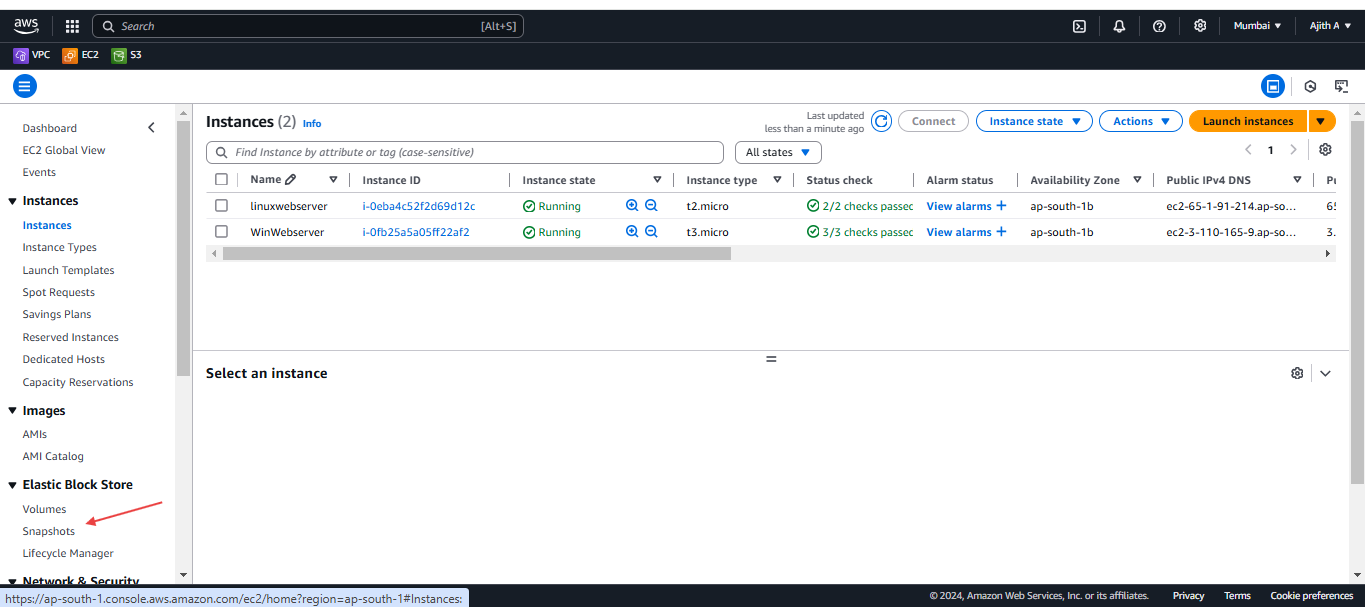 aws Search [Alt+S] Mumbai ▼ Ajith A ▼
VPC EC2 S3
Dashboard
EC2 Global View
Events
Instances
Instances
Instance Types
Launch Templates
Spot Requests
Savings Plans
Reserved Instances
Dedicated Hosts
Capacity Reservations
Images
AMIs
AMI Catalog
Elastic Block Store
Volumes
Snapshots
Lifecycle Manager
Network & Security
Instances (2) Info
Last updated
less than a minute ago
Connect Instance state ▼ Actions ▼ Launch instances ▼
Find Instance by attribute or tag (case-sensitive) All states ▼ 1
Name Instance ID Instance state Instance type Status check Alarm status Availability Zone Public IPv4 DNS
linuxwebserver i-0eba4c52f2d69d12c Running t2.micro 2/2 checks passed View alarms + ap-south-1b ec2-65-1-91-214.ap-so...
WinWebserver i-0fb25a5a05ff22af2 Running t3.micro 3/3 checks passed View alarms + ap-south-1b ec2-3-110-165-9.ap-so... 3.
Select an instance
https://ap-south-1.console.aws.amazon.com/ec2/home?region=ap-south-1#Instances:
© 2024, Amazon Web Services, Inc. or its affiliates. Privacy Terms Cookie preferences